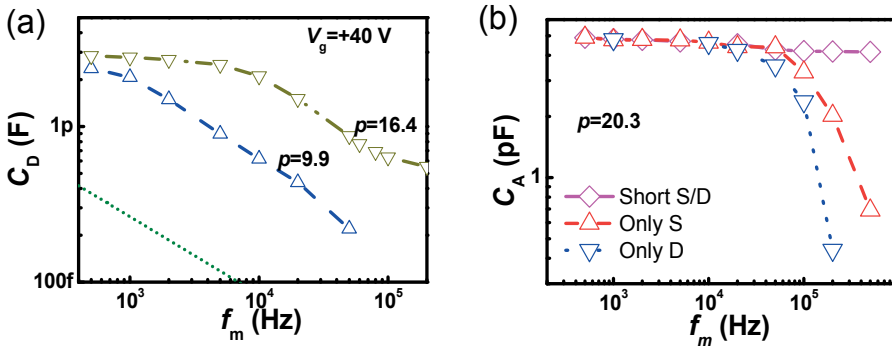 (a)
V_g=+40 V
C_D (F)
1p
100f
p=16.4
p=9.9
10^3
10^4
10^5
f_m (Hz)
(b)
C_A (pF)
1
p=20.3
Short S/D
Only S
Only D
10^3
10^4
10^5
f_m (Hz)